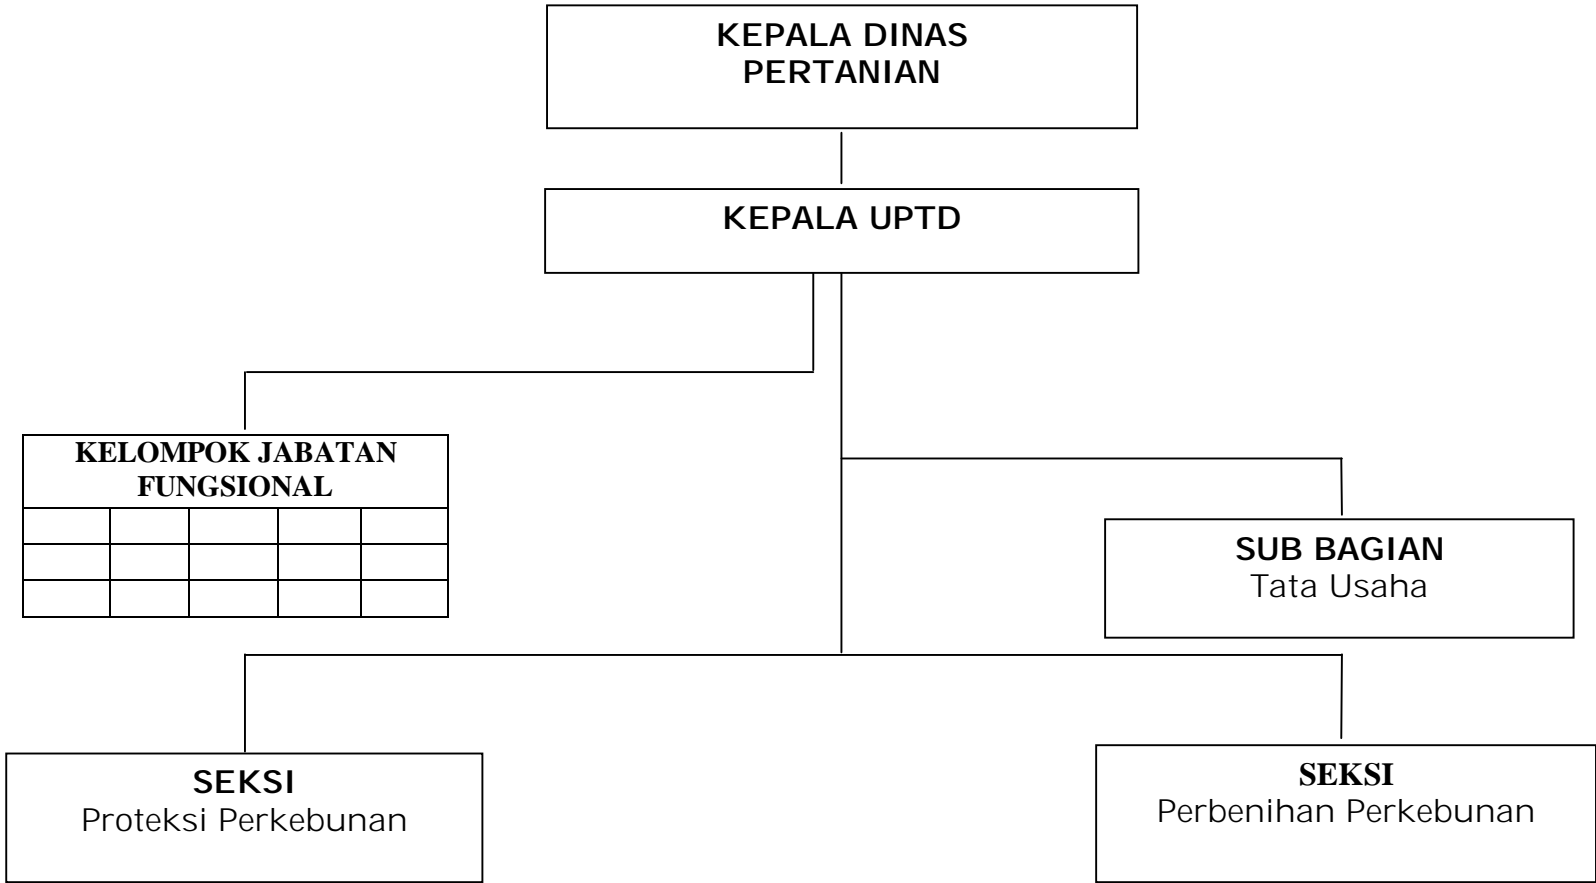 KEPALA DINAS
PERTANIAN
KEPALA UPTD
KELOMPOK JABATAN
FUNGSIONAL
SUB BAGIAN
Tata Usaha
SEKSI
Proteksi Perkebunan
SEKSI
Perbenihan Perkebunan